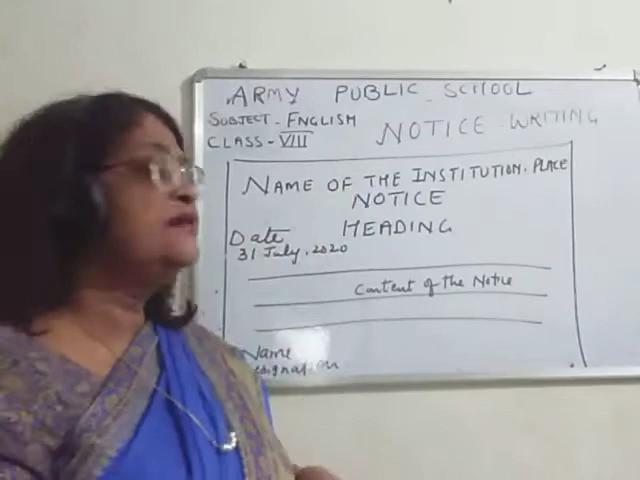 ARMY PUBLIC SCHOOL
SUBJECT - ENGLISH
CLASS - VIII
NOTICE WRITING
NAME OF THE INSTITUTION, PLACE
NOTICE
Date
HEADING
31 July, 2020
Content of the Notice
Name
esignation